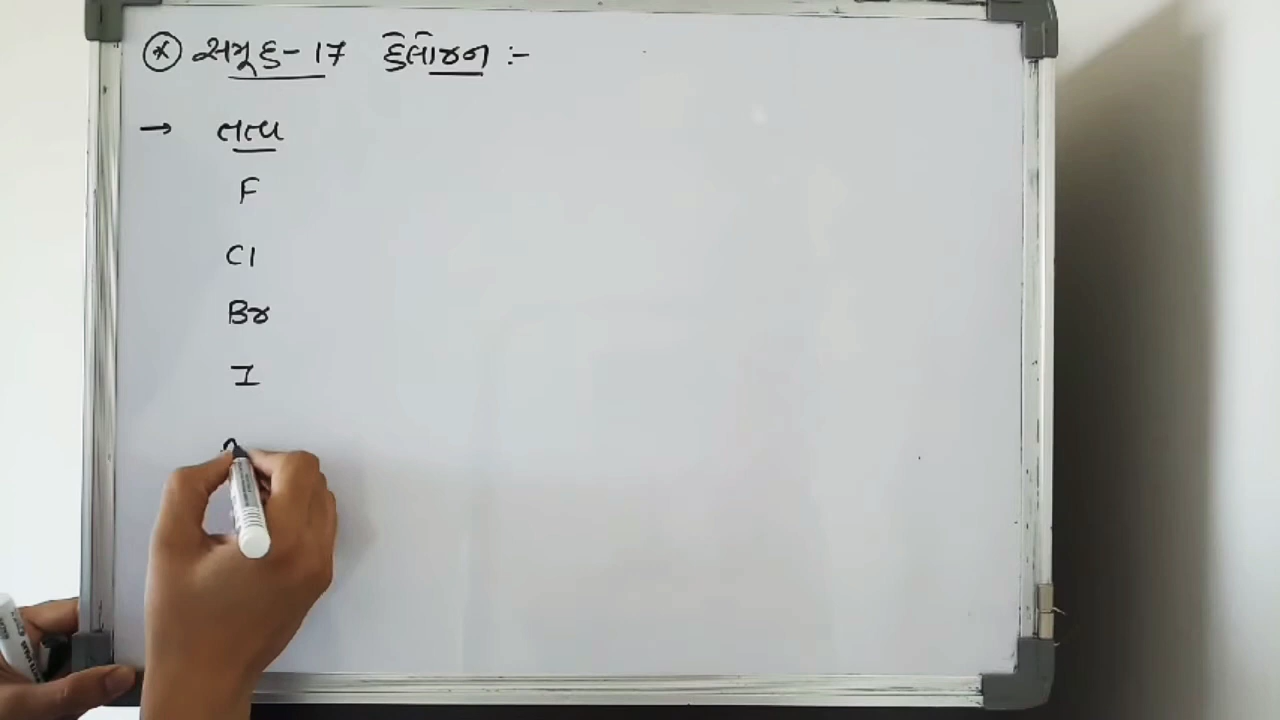 * સમૂહ - 17 હેલોજન :-
→ તત્વ
F
Cl
Br
I